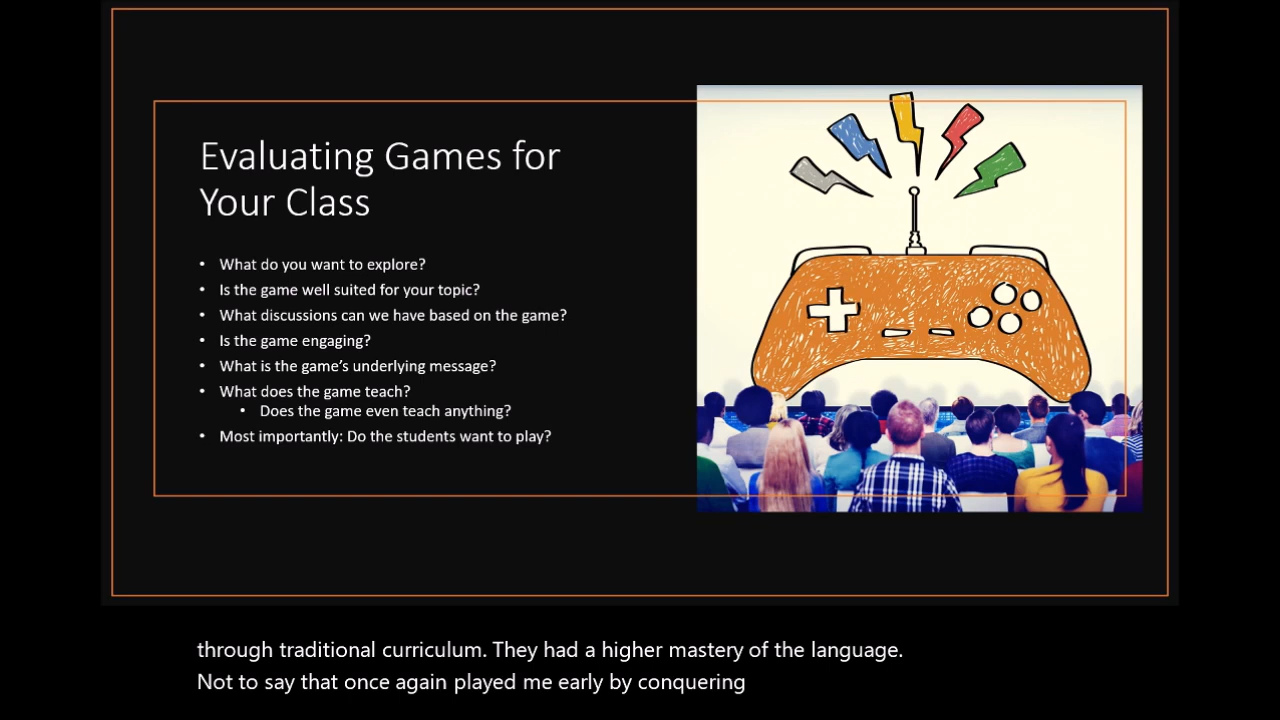 Evaluating Games for
Your Class
• What do you want to explore?
• Is the game well suited for your topic?
• What discussions can we have based on the game?
• Is the game engaging?
• What is the game's underlying message?
• What does the game teach?
• Does the game even teach anything?
• Most importantly: Do the students want to play?
through traditional curriculum. They had a higher mastery of the language.
Not to say that once again played me early by conquering